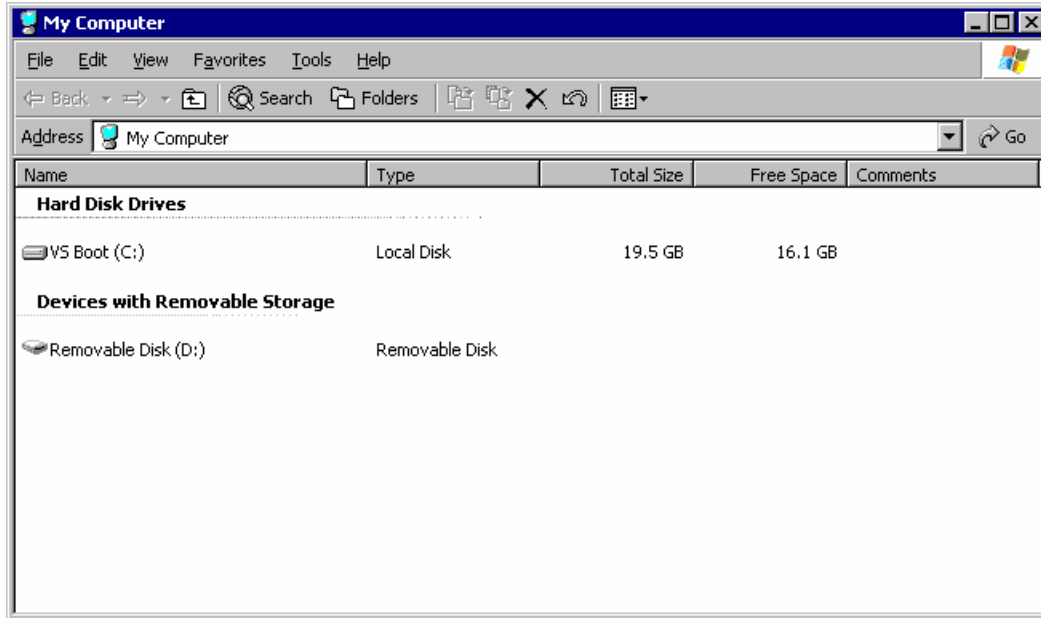 My Computer
File Edit View Favorites Tools Help
Back Search Folders
Address My Computer Go
Name Type Total Size Free Space Comments
Hard Disk Drives
VS Boot (C:) Local Disk 19.5 GB 16.1 GB
Devices with Removable Storage
Removable Disk (D:) Removable Disk